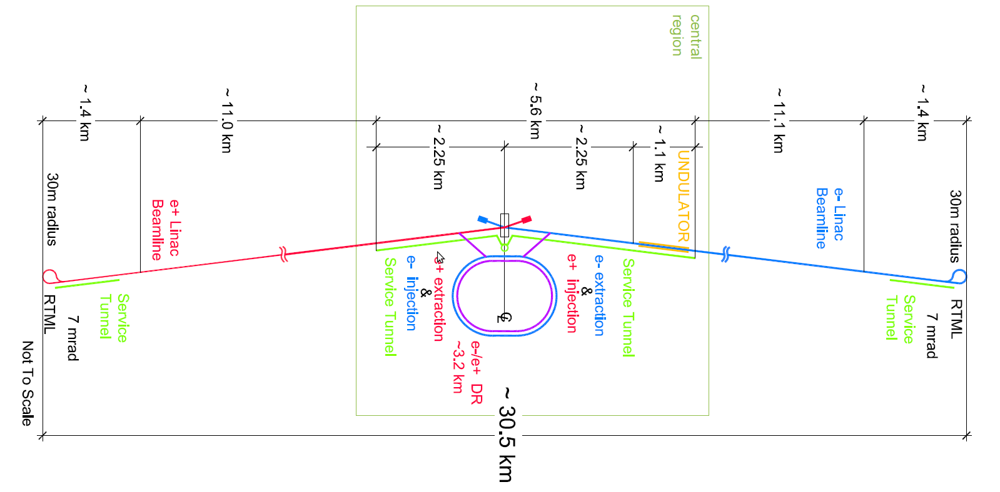 central
region
~ 1.4 km
~ 11.0 km
~ 5.6 km
~ 11.1 km
~ 1.4 km
~ 2.25 km
~ 2.25 km
~ 1.1 km
UNDULATOR
30m radius
e+ Linac
Beamline
e- Linac
Beamline
30m radius
RTML
7 mrad
Service
Tunnel
Service Tunnel
e+ extraction
&
e- injection
e- extraction
&
e+ injection
Service Tunnel
Service
Tunnel
RTML
7 mrad
CL
e-/e+ DR
~3.2 km
Not To Scale
~ 30.5 km